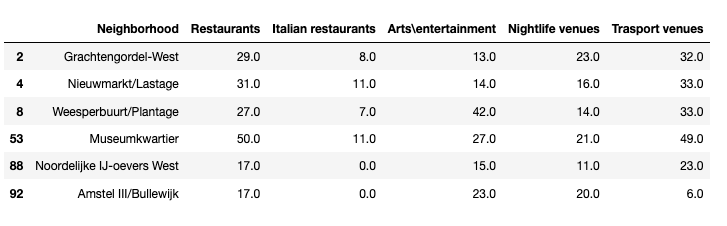 Neighborhood Restaurants Italian restaurants Arts\entertainment Nightlife venues Trasport venues
2 Grachtengordel-West 29.0 8.0 13.0 23.0 32.0
4 Nieuwmarkt/Lastage 31.0 11.0 14.0 16.0 33.0
8 Weesperbuurt/Plantage 27.0 7.0 42.0 14.0 33.0
53 Museumkwartier 50.0 11.0 27.0 21.0 49.0
88 Noordelijke IJ-oevers West 17.0 0.0 15.0 11.0 23.0
92 Amstel III/Bullewijk 17.0 0.0 23.0 20.0 6.0